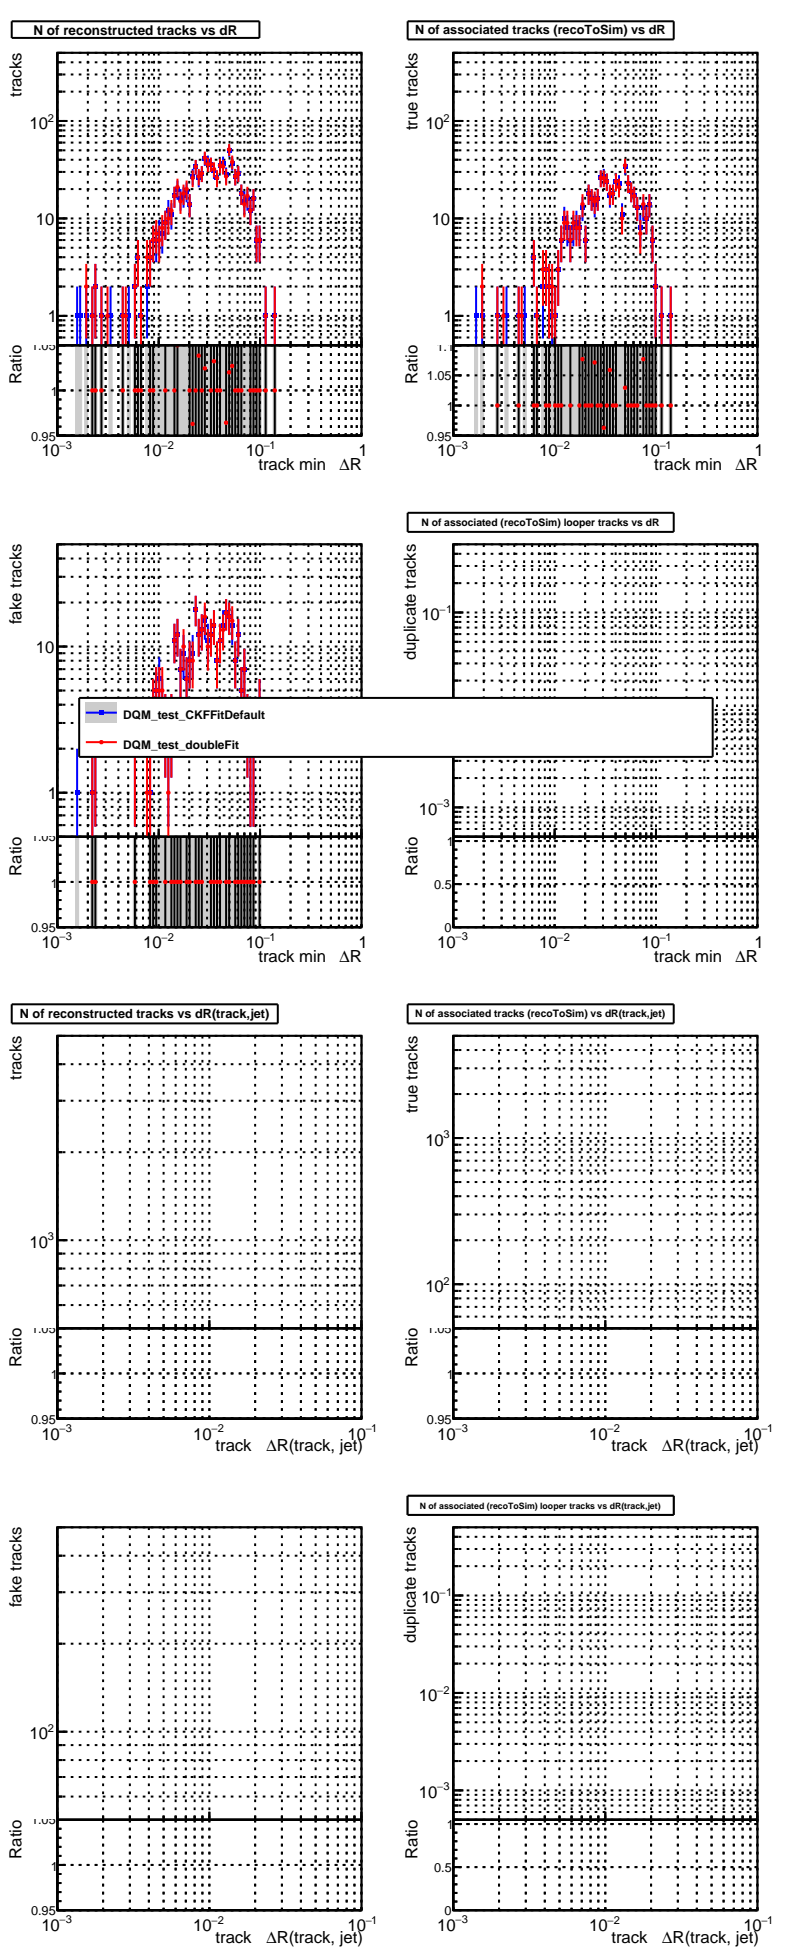 N of reconstructed tracks vs dR
tracks
10²
10
1
1.05
Ratio
1
0.95
10⁻³ 10⁻² 10⁻¹ 1
track min ΔR
N of associated tracks (recoToSim) vs dR
true tracks
10²
10
1
1.1
Ratio
1.05
1
0.95
10⁻³ 10⁻² 10⁻¹ 1
track min ΔR
fake tracks
10
1
1.05
Ratio
1
0.95
10⁻³ 10⁻² 10⁻¹ 1
track min ΔR
N of associated (recoToSim) looper tracks vs dR
duplicate tracks
10⁻¹
10⁻³
Ratio
1
0.5
0
10⁻³ 10⁻² 10⁻¹ 1
track min ΔR
DQM_test_CKFFitDefault
DQM_test_doubleFit
N of reconstructed tracks vs dR(track,jet)
tracks
10³
1.05
Ratio
1
0.95
10⁻³ 10⁻² 10⁻¹
track ΔR(track, jet)
N of associated tracks (recoToSim) vs dR(track,jet)
true tracks
10³
10²
1.05
Ratio
1
0.95
10⁻³ 10⁻² 10⁻¹
track ΔR(track, jet)
fake tracks
10²
1.05
Ratio
1
0.95
10⁻³ 10⁻² 10⁻¹
track ΔR(track, jet)
N of associated (recoToSim) looper tracks vs dR(track,jet)
duplicate tracks
10⁻¹
10⁻²
10⁻³
Ratio
1
0.5
0
10⁻³ 10⁻² 10⁻¹
track ΔR(track, jet)